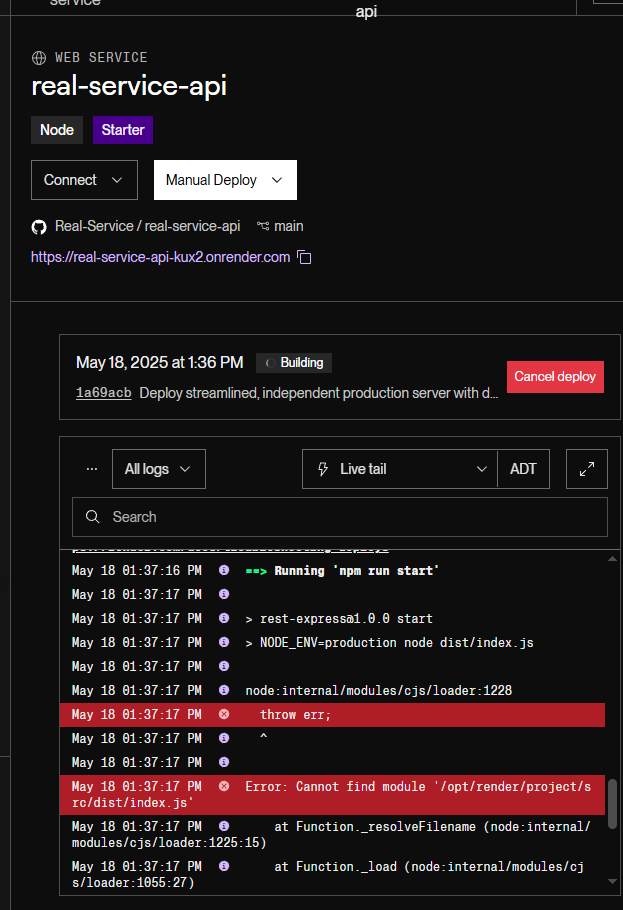 service
api
WEB SERVICE
real-service-api
Node
Starter
Connect
Manual Deploy
Real-Service / real-service-api
main
https://real-service-api-kux2.onrender.com
May 18, 2025 at 1:36 PM
Building
Cancel deploy
1a69acb Deploy streamlined, independent production server with d...
... All logs
Live tail
ADT
Search
May 18 01:37:16 PM ==> Running 'npm run start'
May 18 01:37:17 PM
May 18 01:37:17 PM > rest-express@1.0.0 start
May 18 01:37:17 PM > NODE_ENV=production node dist/index.js
May 18 01:37:17 PM
May 18 01:37:17 PM node:internal/modules/cjs/loader:1228
May 18 01:37:17 PM throw err;
May 18 01:37:17 PM ^
May 18 01:37:17 PM
May 18 01:37:17 PM Error: Cannot find module '/opt/render/project/s
rc/dist/index.js'
May 18 01:37:17 PM at Function._resolveFilename (node:internal/
modules/cjs/loader:1225:15)
May 18 01:37:17 PM at Function._load (node:internal/modules/cj
s/loader:1055:27)